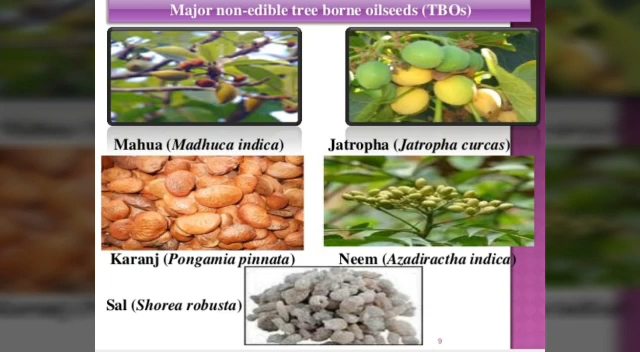 Major non-edible tree borne oilseeds (TBOs)
Mahua (Madhuca indica)
Jatropha (Jatropha curcas)
Karanj (Pongamia pinnata)
Neem (Azadiractha indica)
Sal (Shorea robusta)
9